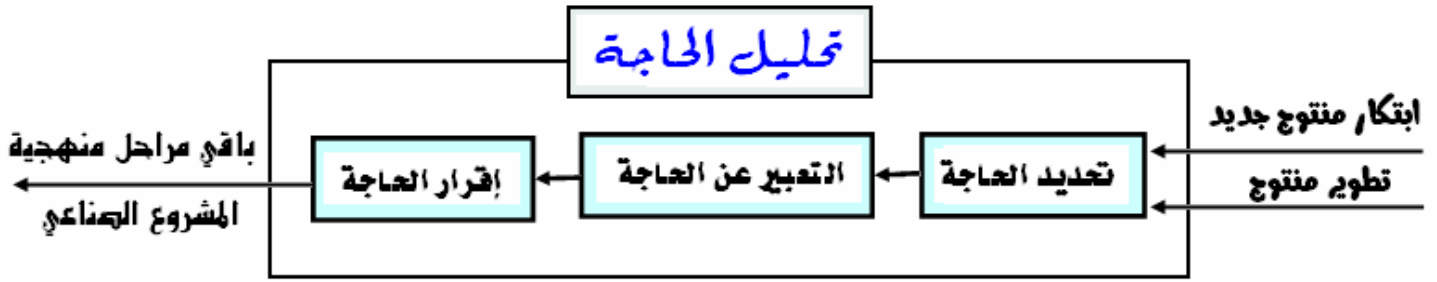 تحليل الحاجة
ابتكار منتوج جديد
تطوير منتوج
تحديد الحاجة
التعبير عن الحاجة
إقرار الحاجة
باقي مراحل منهجية
المشروع الصناعي